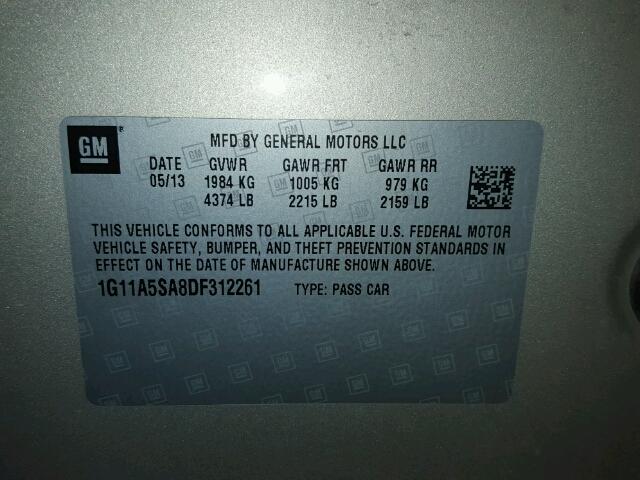 GM
MFD BY GENERAL MOTORS LLC
DATE GVWR GAWR FRT GAWR RR
05/13 1984 KG 1005 KG 979 KG
4374 LB 2215 LB 2159 LB
THIS VEHICLE CONFORMS TO ALL APPLICABLE U.S. FEDERAL MOTOR
VEHICLE SAFETY, BUMPER, AND THEFT PREVENTION STANDARDS IN
EFFECT ON THE DATE OF MANUFACTURE SHOWN ABOVE.
1G11A5SA8DF312261 TYPE: PASS CAR